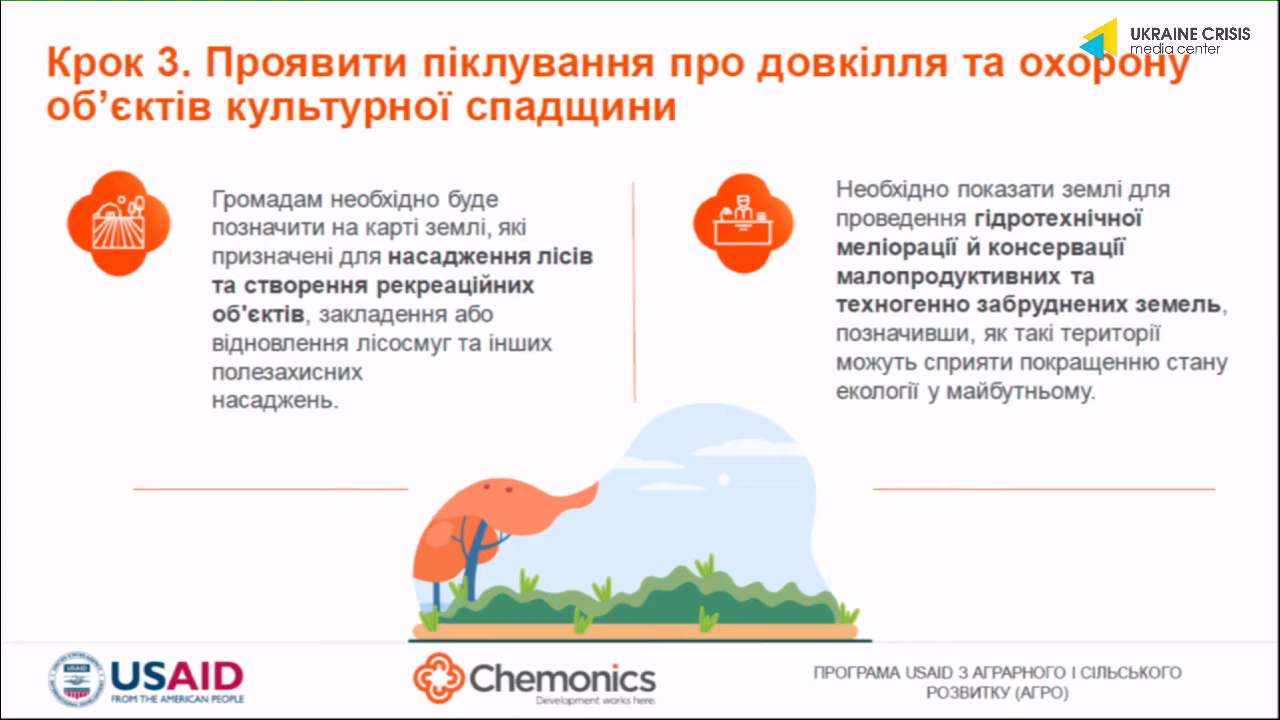 UKRAINE CRISIS
media center
Крок 3. Проявити піклування про довкілля та охорону
об’єктів культурної спадщини
Громадам необхідно буде
позначити на карті землі, які
призначені для насадження лісів
та створення рекреаційних
об'єктів, закладення або
відновлення лісосмуг та інших
полезахисних
насаджень.
Необхідно показати землі для
проведення гідротехнічної
меліорації й консервації
малопродуктивних та
техногенно забруднених земель,
позначивши, як такі території
можуть сприяти покращенню стану
екології у майбутньому.
USAID
FROM THE AMERICAN PEOPLE
Chemonics
Development works here.
ПРОГРАМА USAID З АГРАРНОГО І СІЛЬСЬКОГО
РОЗВИТКУ (АГРО)